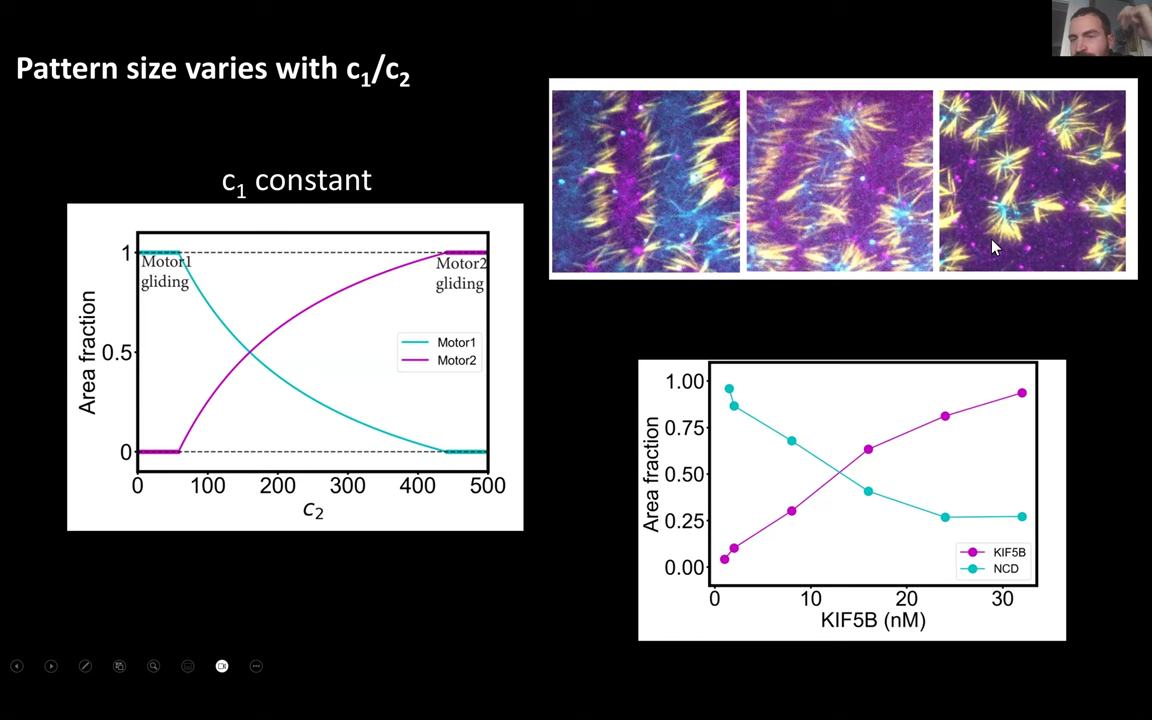 Pattern size varies with c₁/c₂
c₁ constant
Area fraction
1
0.5
0
Motor1
gliding
Motor2
gliding
Motor1
Motor2
0 100 200 300 400 500
c₂
Area fraction
1.00
0.75
0.50
0.25
0.00
KIF5B
NCD
0 10 20 30
KIF5B (nM)